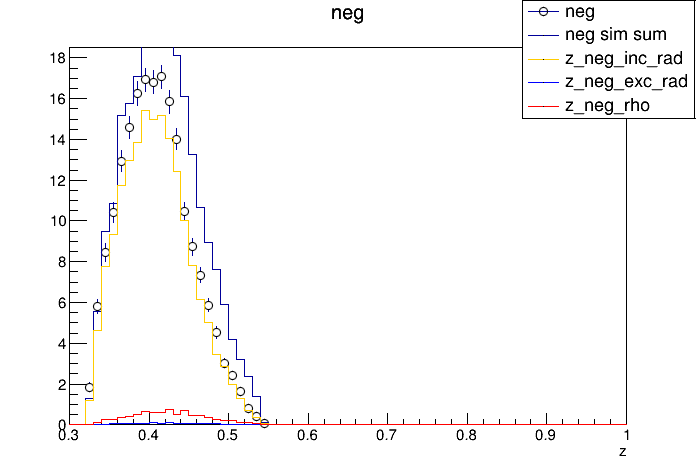 neg
neg
neg sim sum
z_neg_inc_rad
z_neg_exc_rad
z_neg_rho
18
16
14
12
10
8
6
4
2
0
0.3 0.4 0.5 0.6 0.7 0.8 0.9 1
z